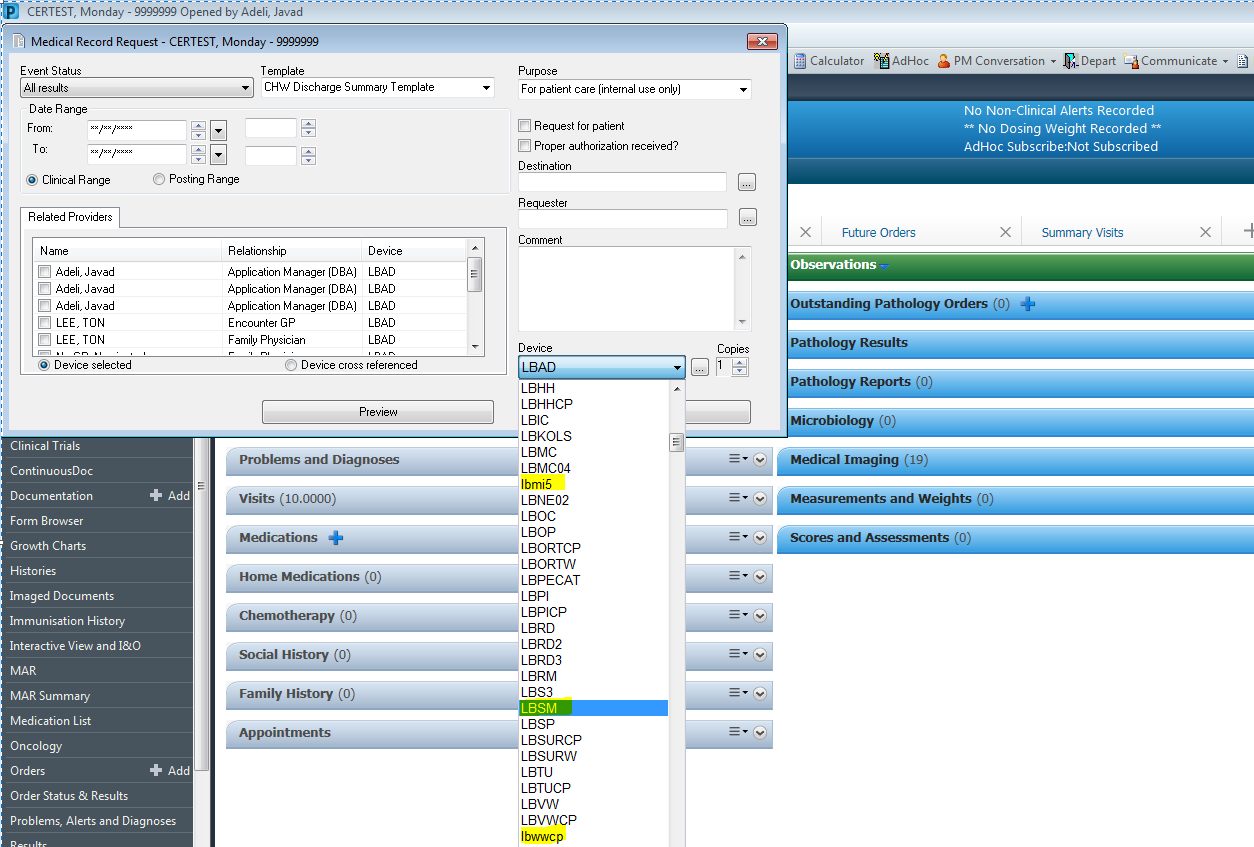 CERTEST, Monday - 9999999 Opened by Adeli, Javad
Medical Record Request - CERTEST, Monday - 9999999
Event Status
All results
Template
CHW Discharge Summary Template
Purpose
For patient care (internal use only)
Date Range
From:
**/**/****
To:
**/**/****
Clinical Range
Posting Range
Request for patient
Proper authorization received?
Destination
...
Requester
...
Comment
Related Providers
Name Relationship Device
Adeli, Javad Application Manager (DBA) LBAD
Adeli, Javad Application Manager (DBA) LBAD
Adeli, Javad Application Manager (DBA) LBAD
LEE, TON Encounter GP LBAD
LEE, TON Family Physician LBAD
Device selected
Device cross referenced
Device
LBAD
...
Copies
1
Preview
LBHH
LBHHCP
LBIC
LBKOLS
LBMC
LBMC04
lbmi5
LBNE02
LBOC
LBOP
LBORTCP
LBORTW
LBPECAT
LBPI
LBPICP
LBRD
LBRD2
LBRD3
LBRM
LBS3
LBSM
LBSP
LBSURCP
LBSURW
LBTU
LBTUCP
LBVW
LBVWCP
lbwwcp
Calculator
AdHoc
PM Conversation
Depart
Communicate
No Non-Clinical Alerts Recorded
** No Dosing Weight Recorded **
AdHoc Subscribe:Not Subscribed
Future Orders
Summary Visits
Observations
Outstanding Pathology Orders (0)
Pathology Results
Pathology Reports (0)
Microbiology (0)
Medical Imaging (19)
Measurements and Weights (0)
Scores and Assessments (0)
Clinical Trials
ContinuousDoc
Documentation Add
Form Browser
Growth Charts
Histories
Imaged Documents
Immunisation History
Interactive View and I&O
MAR
MAR Summary
Medication List
Oncology
Orders Add
Order Status & Results
Problems, Alerts and Diagnoses
Results
Problems and Diagnoses
Visits (10.0000)
Medications
Home Medications (0)
Chemotherapy (0)
Social History (0)
Family History (0)
Appointments